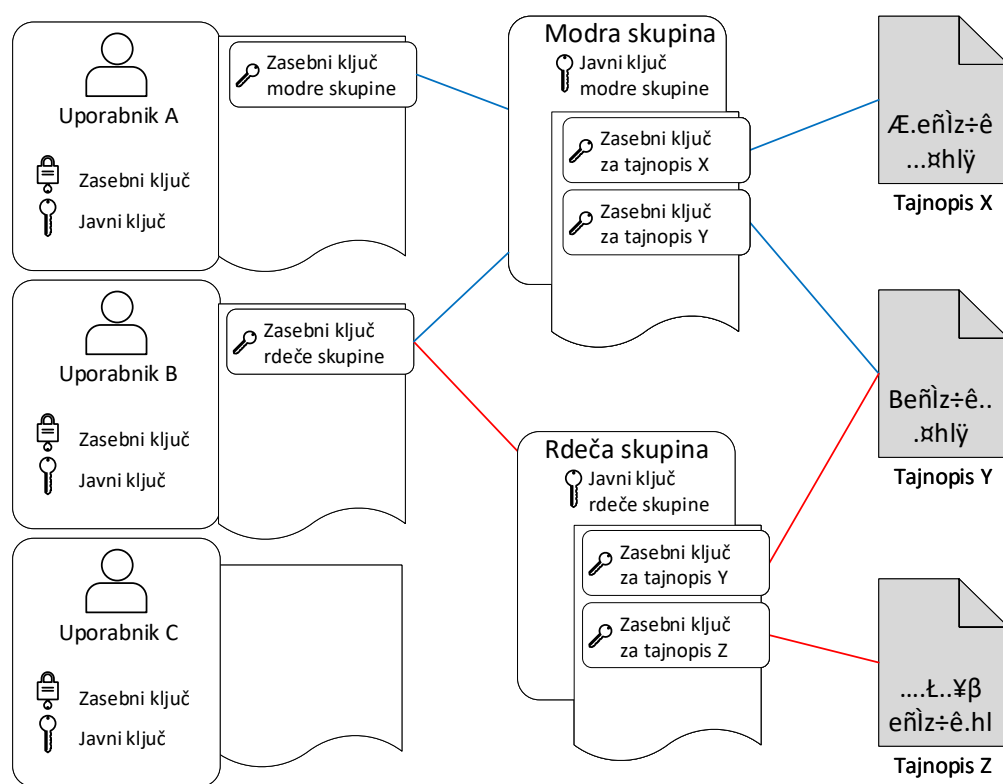 Uporabnik A
Zasebni ključ
Javni ključ
Zasebni ključ
modre skupine
Uporabnik B
Zasebni ključ
Javni ključ
Zasebni ključ
rdeče skupine
Uporabnik C
Zasebni ključ
Javni ključ
Modra skupina
Javni ključ
modre skupine
Zasebni ključ
za tajnopis X
Zasebni ključ
za tajnopis Y
Rdeča skupina
Javni ključ
rdeče skupine
Zasebni ključ
za tajnopis Y
Zasebni ključ
za tajnopis Z
Æ.eñÌz÷ê
...¤hlÿ
Tajnopis X
BeñÌz÷ê..
.¤hlÿ
Tajnopis Y
....Ł..¥β
eñÌz÷ê.hl
Tajnopis Z